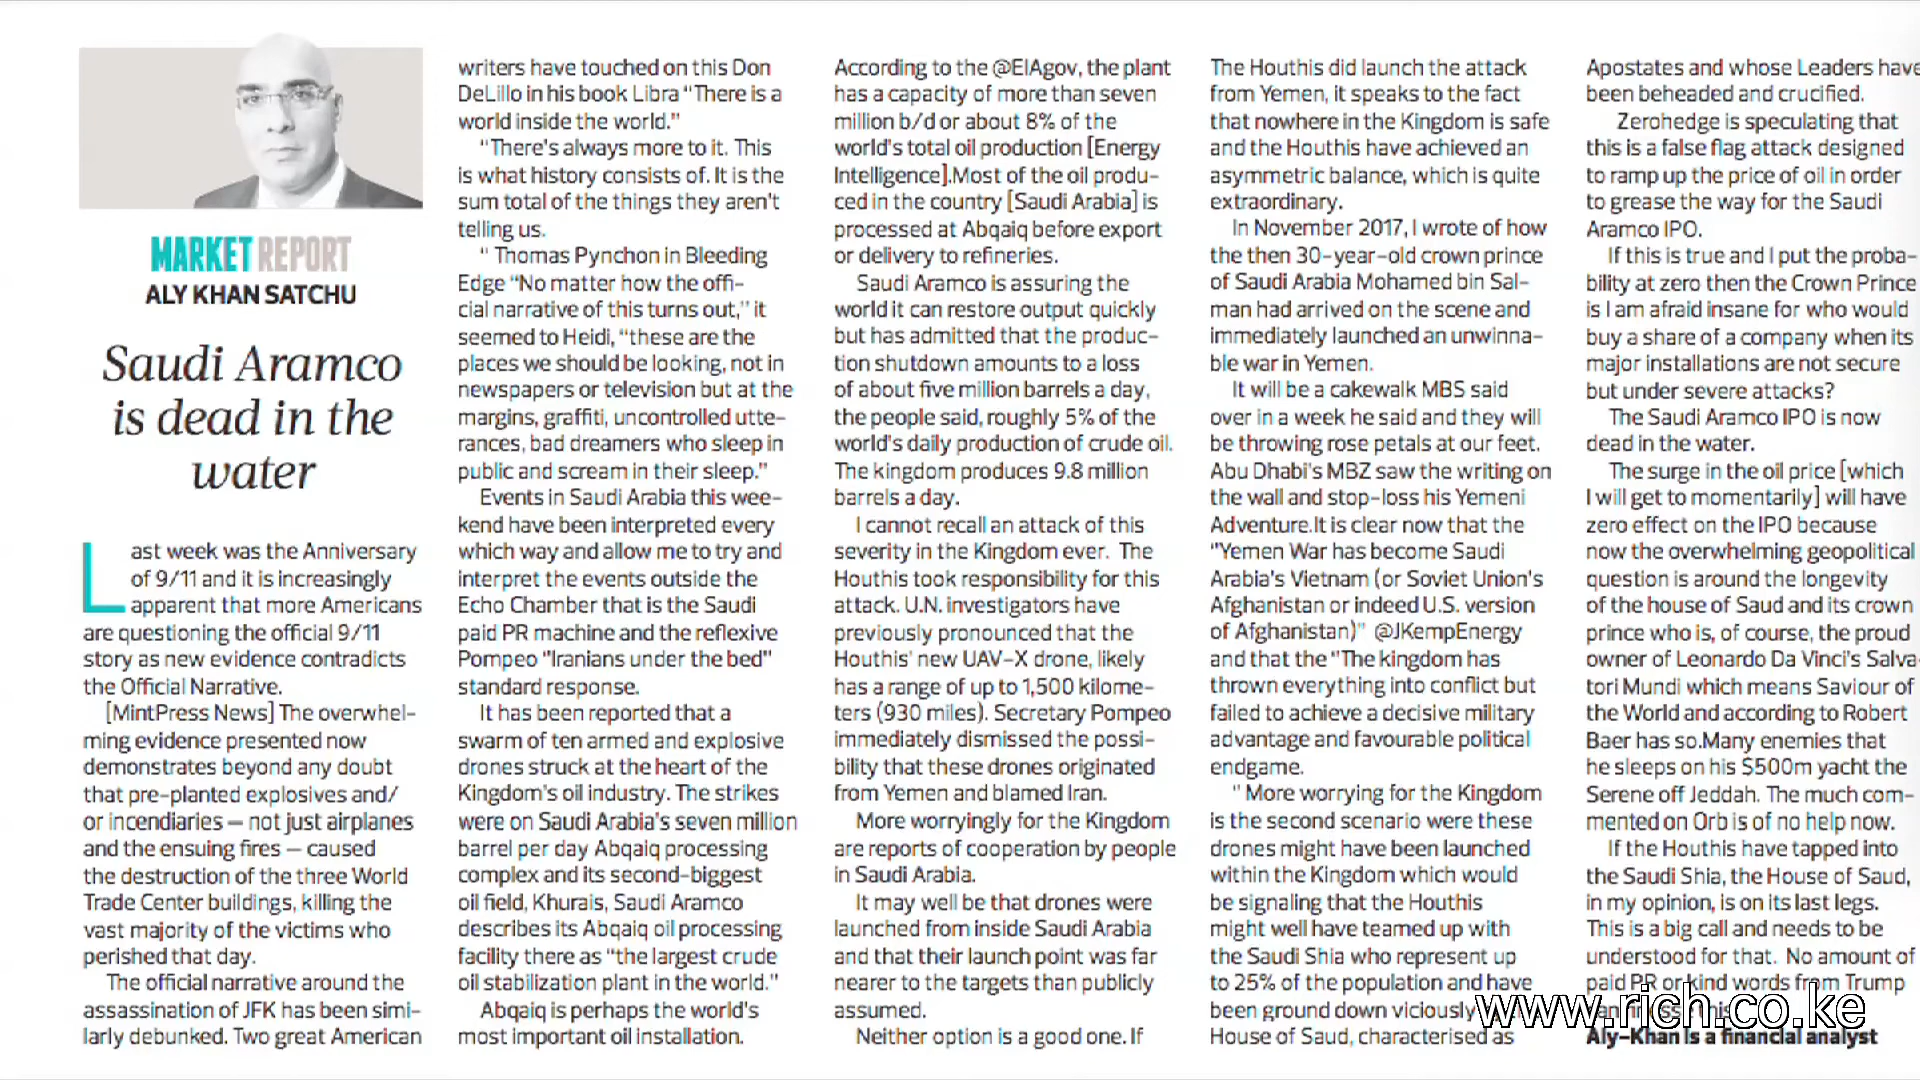 MARKET REPORT
ALY KHAN SATCHU
Saudi Aramco
is dead in the
water
Last week was the Anniversary
of 9/11 and it is increasingly
apparent that more Americans
are questioning the official 9/11
story as new evidence contradicts
the Official Narrative.
[MintPress News] The overwhel-
ming evidence presented now
demonstrates beyond any doubt
that pre-planted explosives and/
or incendiaries — not just airplanes
and the ensuing fires — caused
the destruction of the three World
Trade Center buildings, killing the
vast majority of the victims who
perished that day.
The official narrative around the
assassination of JFK has been simi-
larly debunked. Two great American
writers have touched on this Don
DeLillo in his book Libra “There is a
world inside the world.”
“There's always more to it. This
is what history consists of. It is the
sum total of the things they aren't
telling us.
“ Thomas Pynchon in Bleeding
Edge “No matter how the offi-
cial narrative of this turns out,” it
seemed to Heidi, “these are the
places we should be looking, not in
newspapers or television but at the
margins, graffiti, uncontrolled utte-
rances, bad dreamers who sleep in
public and scream in their sleep.”
Events in Saudi Arabia this wee-
kend have been interpreted every
which way and allow me to try and
interpret the events outside the
Echo Chamber that is the Saudi
paid PR machine and the reflexive
Pompeo "Iranians under the bed"
standard response.
It has been reported that a
swarm of ten armed and explosive
drones struck at the heart of the
Kingdom's oil industry. The strikes
were on Saudi Arabia's seven million
barrel per day Abqaiq processing
complex and its second-biggest
oil field, Khurais, Saudi Aramco
describes its Abqaiq oil processing
facility there as “the largest crude
oil stabilization plant in the world.”
Abqaiq is perhaps the world's
most important oil installation.
According to the @EIAgov, the plant
has a capacity of more than seven
million b/d or about 8% of the
world's total oil production [Energy
Intelligence].Most of the oil produ-
ced in the country [Saudi Arabia] is
processed at Abqaiq before export
or delivery to refineries.
Saudi Aramco is assuring the
world it can restore output quickly
but has admitted that the produc-
tion shutdown amounts to a loss
of about five million barrels a day,
the people said, roughly 5% of the
world's daily production of crude oil.
The kingdom produces 9.8 million
barrels a day.
I cannot recall an attack of this
severity in the Kingdom ever. The
Houthis took responsibility for this
attack. U.N. investigators have
previously pronounced that the
Houthis' new UAV-X drone, likely
has a range of up to 1,500 kilome-
ters (930 miles). Secretary Pompeo
immediately dismissed the possi-
bility that these drones originated
from Yemen and blamed Iran.
More worryingly for the Kingdom
are reports of cooperation by people
in Saudi Arabia.
It may well be that drones were
launched from inside Saudi Arabia
and that their launch point was far
nearer to the targets than publicly
assumed.
Neither option is a good one. If
The Houthis did launch the attack
from Yemen, it speaks to the fact
that nowhere in the Kingdom is safe
and the Houthis have achieved an
asymmetric balance, which is quite
extraordinary.
In November 2017, I wrote of how
the then 30-year-old crown prince
of Saudi Arabia Mohamed bin Sal-
man had arrived on the scene and
immediately launched an unwinna-
ble war in Yemen.
It will be a cakewalk MBS said
over in a week he said and they will
be throwing rose petals at our feet.
Abu Dhabi's MBZ saw the writing on
the wall and stop-loss his Yemeni
Adventure.It is clear now that the
“Yemen War has become Saudi
Arabia's Vietnam (or Soviet Union's
Afghanistan or indeed U.S. version
of Afghanistan)” @JKempEnergy
and that the “The kingdom has
thrown everything into conflict but
failed to achieve a decisive military
advantage and favourable political
endgame.
“ More worrying for the Kingdom
is the second scenario were these
drones might have been launched
within the Kingdom which would
be signaling that the Houthis
might well have teamed up with
the Saudi Shia who represent up
to 25% of the population and have
been ground down viciously
House of Saud, characterised as
Apostates and whose Leaders have
been beheaded and crucified.
Zerohedge is speculating that
this is a false flag attack designed
to ramp up the price of oil in order
to grease the way for the Saudi
Aramco IPO.
If this is true and I put the proba-
bility at zero then the Crown Prince
is I am afraid insane for who would
buy a share of a company when its
major installations are not secure
but under severe attacks?
The Saudi Aramco IPO is now
dead in the water.
The surge in the oil price [which
I will get to momentarily] will have
zero effect on the IPO because
now the overwhelming geopolitical
question is around the longevity
of the house of Saud and its crown
prince who is, of course, the proud
owner of Leonardo Da Vinci's Salva-
tori Mundi which means Saviour of
the World and according to Robert
Baer has so.Many enemies that
he sleeps on his $500m yacht the
Serene off Jeddah. The much com-
mented on Orb is of no help now.
If the Houthis have tapped into
the Saudi Shia, the House of Saud,
in my opinion, is on its last legs.
This is a big call and needs to be
understood for that. No amount of
paid PR or kind words from Trump
Aly-Khan is a financial analyst
www.rich.co.ke